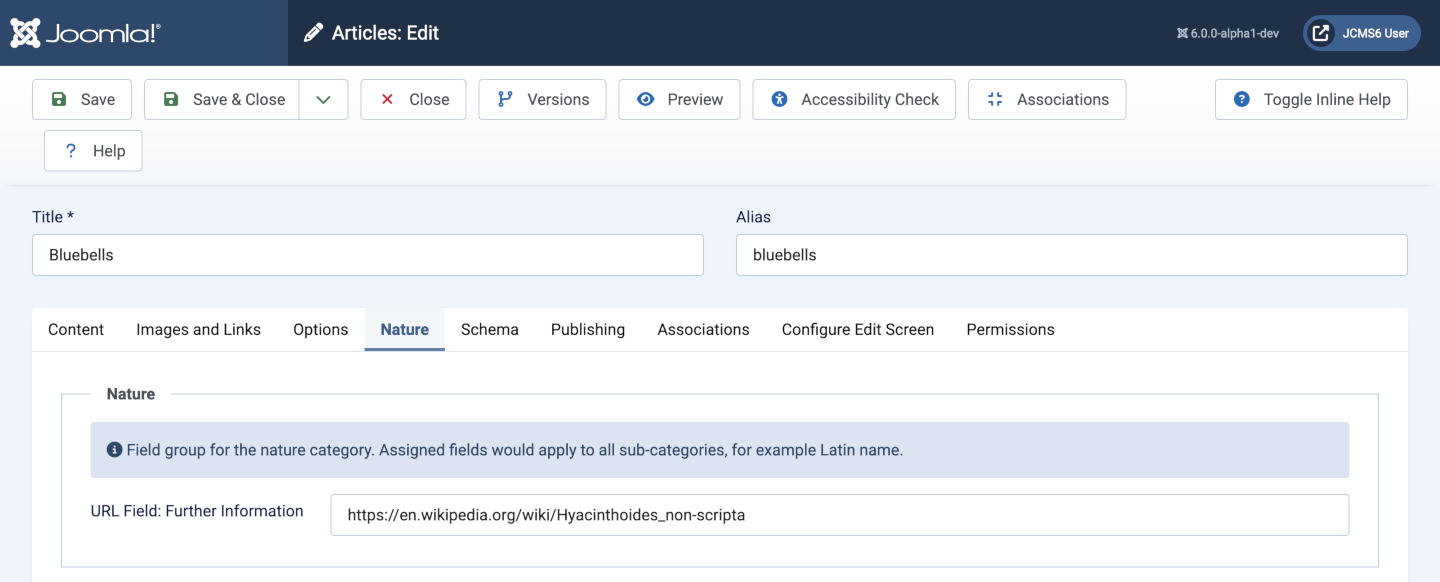 Joomla!® Articles: Edit 6.0.0-alpha1-dev JCMS6 User
Save Save & Close Close Versions Preview Accessibility Check Associations Toggle Inline Help
? Help
Title * Alias
Bluebells bluebells
Content Images and Links Options Nature Schema Publishing Associations Configure Edit Screen Permissions
Nature
Field group for the nature category. Assigned fields would apply to all sub-categories, for example Latin name.
URL Field: Further Information https://en.wikipedia.org/wiki/Hyacinthoides_non-scripta